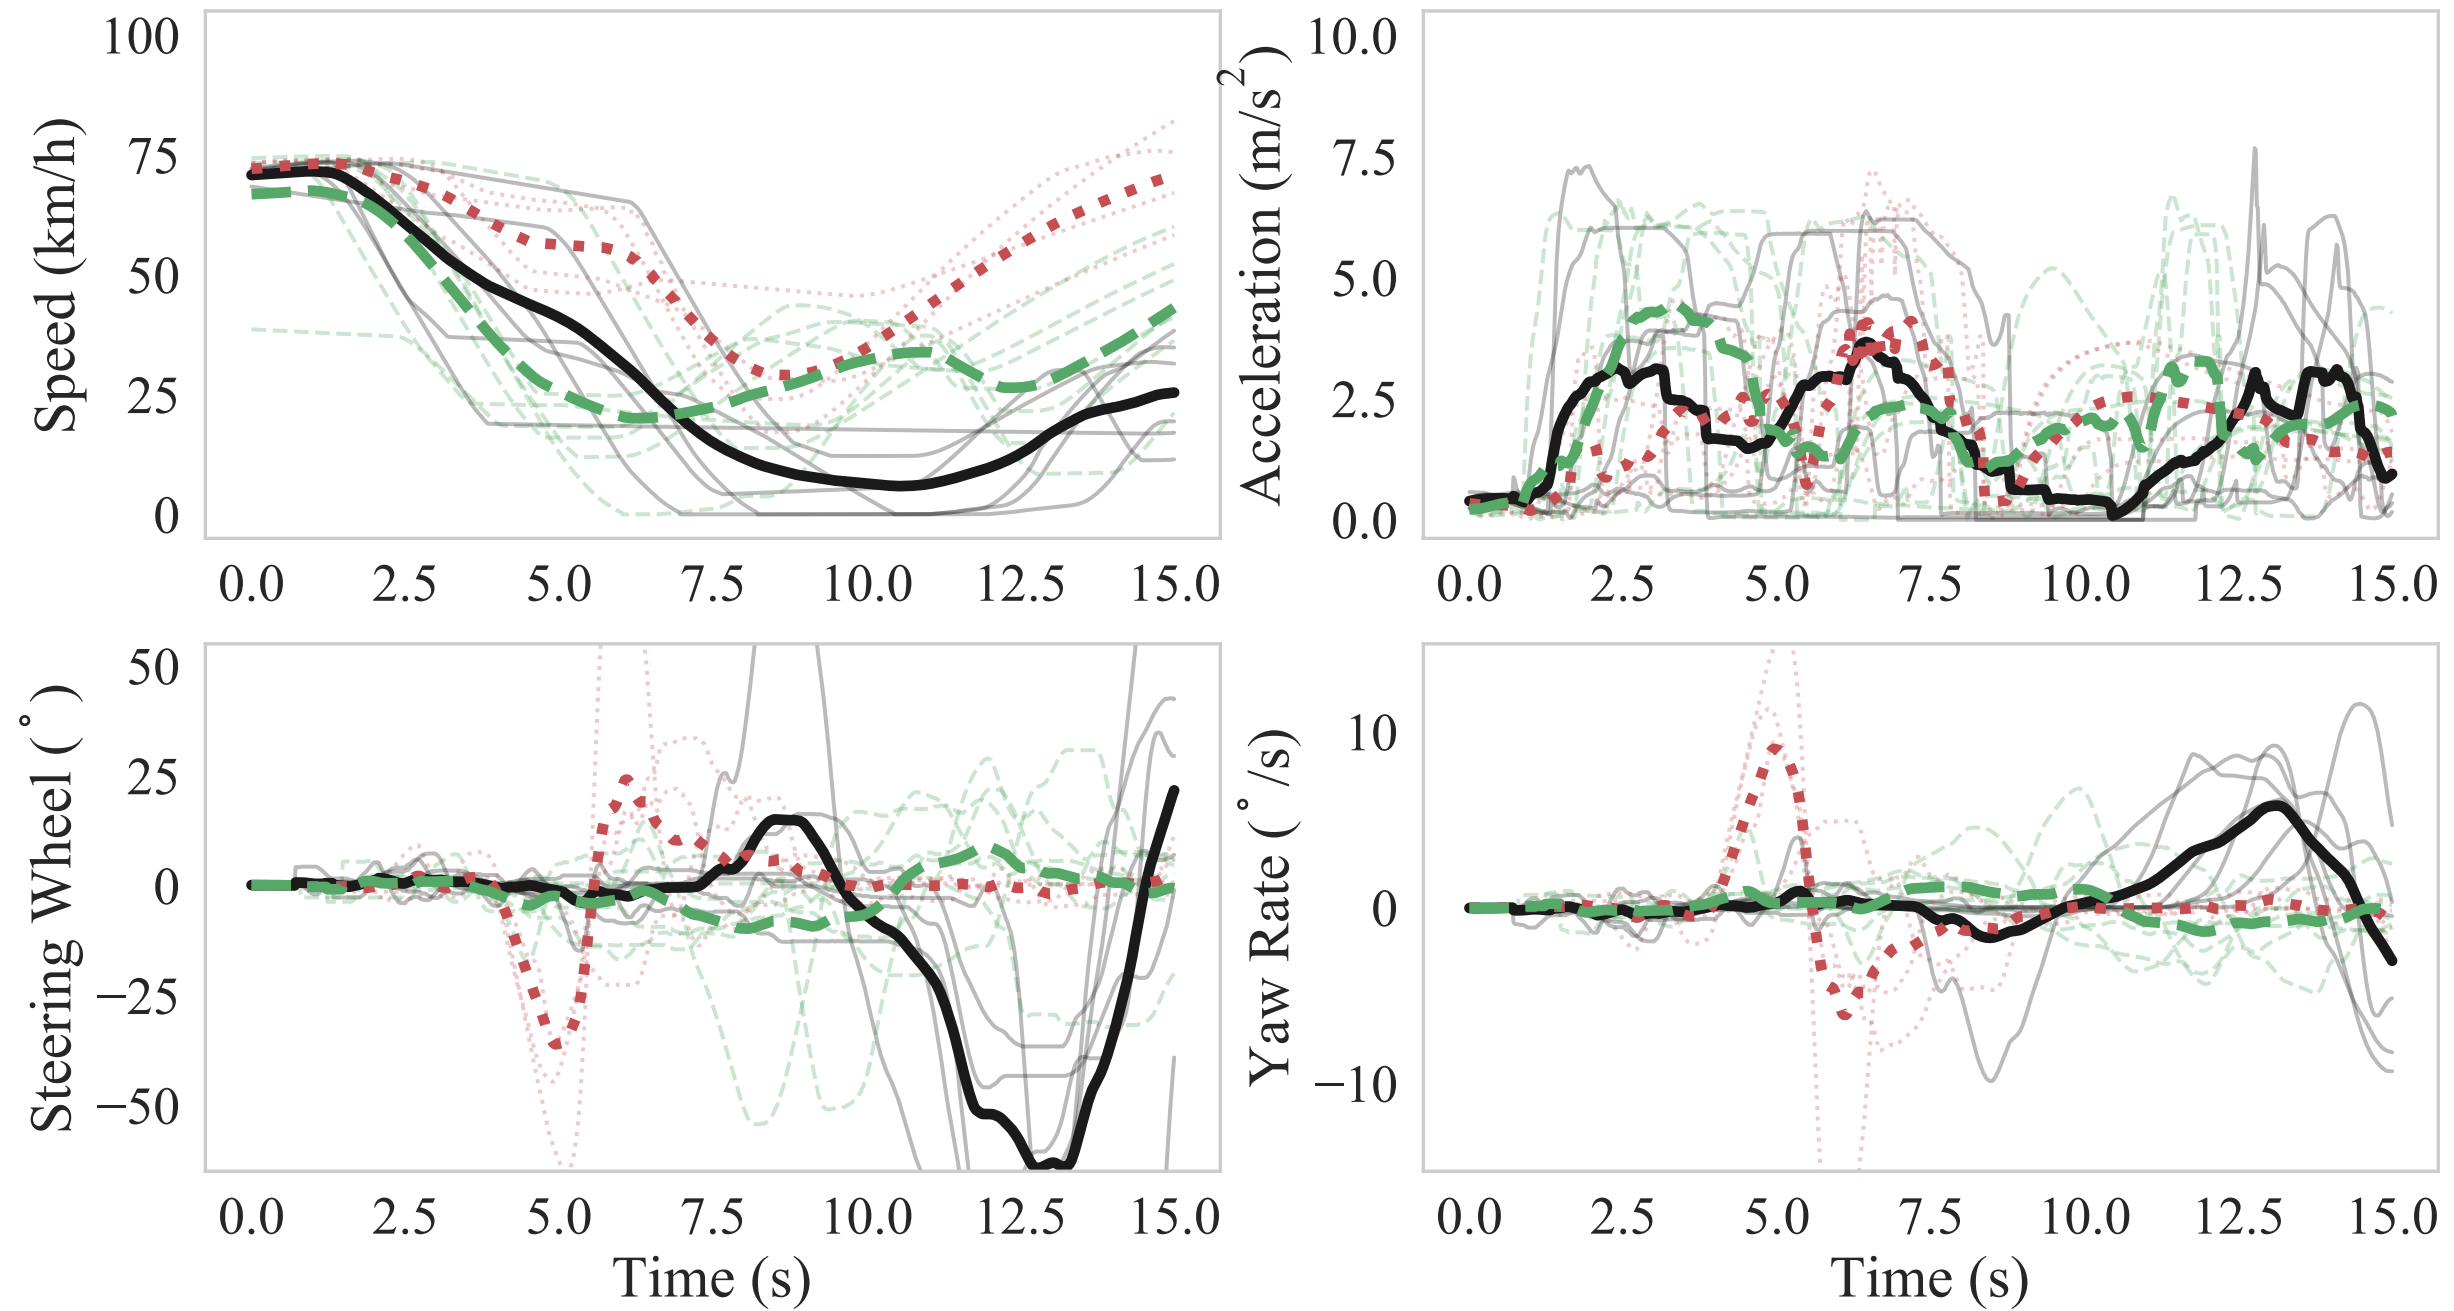 Speed (km/h)
100
75
50
25
0
0.0 2.5 5.0 7.5 10.0 12.5 15.0
Acceleration (m/s²)
10.0
7.5
5.0
2.5
0.0
0.0 2.5 5.0 7.5 10.0 12.5 15.0
Steering Wheel (°)
50
25
0
−25
−50
0.0 2.5 5.0 7.5 10.0 12.5 15.0
Time (s)
Yaw Rate (°/s)
10
0
−10
0.0 2.5 5.0 7.5 10.0 12.5 15.0
Time (s)